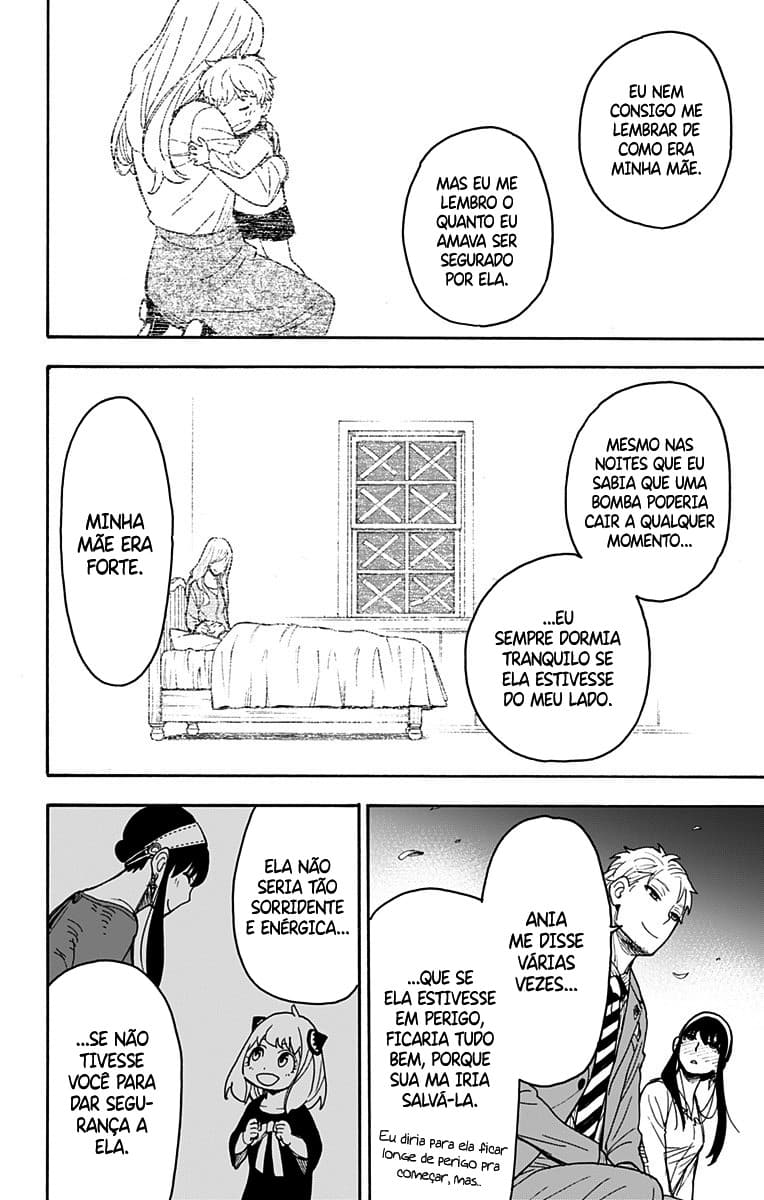 EU NEM
CONSIGO ME
LEMBRAR DE
COMO ERA
MINHA MÃE.
MAS EU ME
LEMBRO O
QUANTO EU
AMAVA SER
SEGURADO
POR ELA.
MESMO NAS
NOITES QUE EU
SABIA QUE UMA
BOMBA PODERIA
CAIR A QUALQUER
MOMENTO...
...EU
SEMPRE DORMIA
TRANQUILO SE
ELA ESTIVESSE
DO MEU LADO.
MINHA
MÃE ERA
FORTE.
ANIA
ME DISSE
VÁRIAS
VEZES...
...QUE SE
ELA ESTIVESSE
EM PERIGO,
FICARIA TUDO
BEM, PORQUE
SUA MA IRIA
SALVÁ-LA.
Eu diria para ela ficar
longe de perigo pra
começar, mas..
ELA NÃO
SERIA TÃO
SORRIDENTE
E ENÉRGICA...
...SE NÃO
TIVESSE
VOCÊ PARA
DAR SEGU-
RANÇA A
ELA.